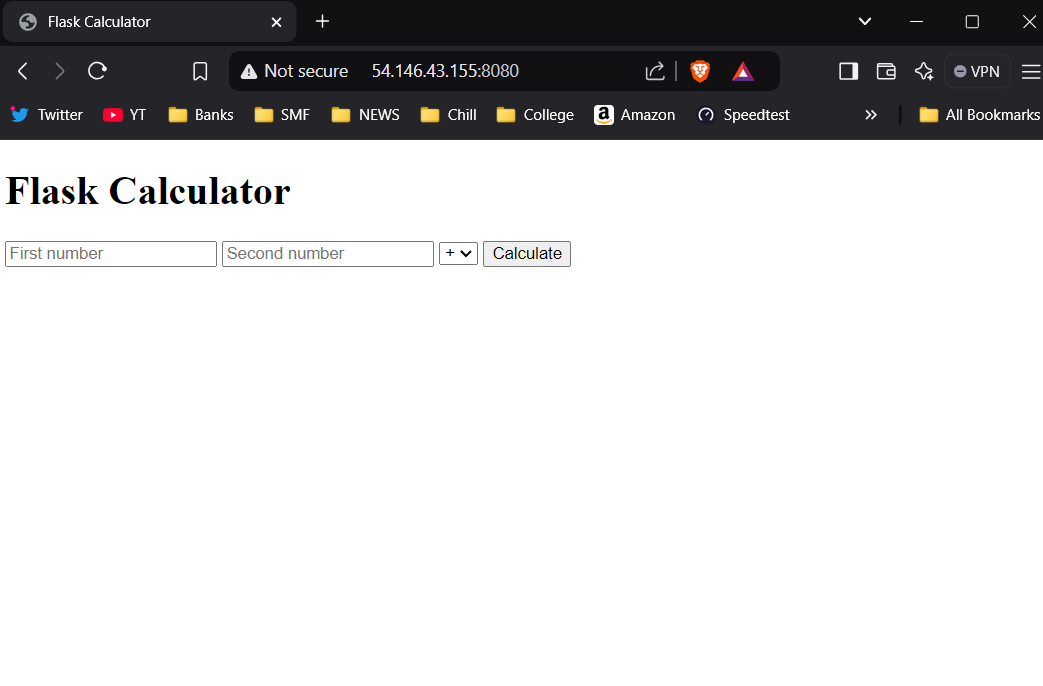 Flask Calculator
Not secure 54.146.43.155:8080 VPN
Twitter YT Banks SMF NEWS Chill College a Amazon Speedtest » All Bookmarks
Flask Calculator
First number Second number + Calculate